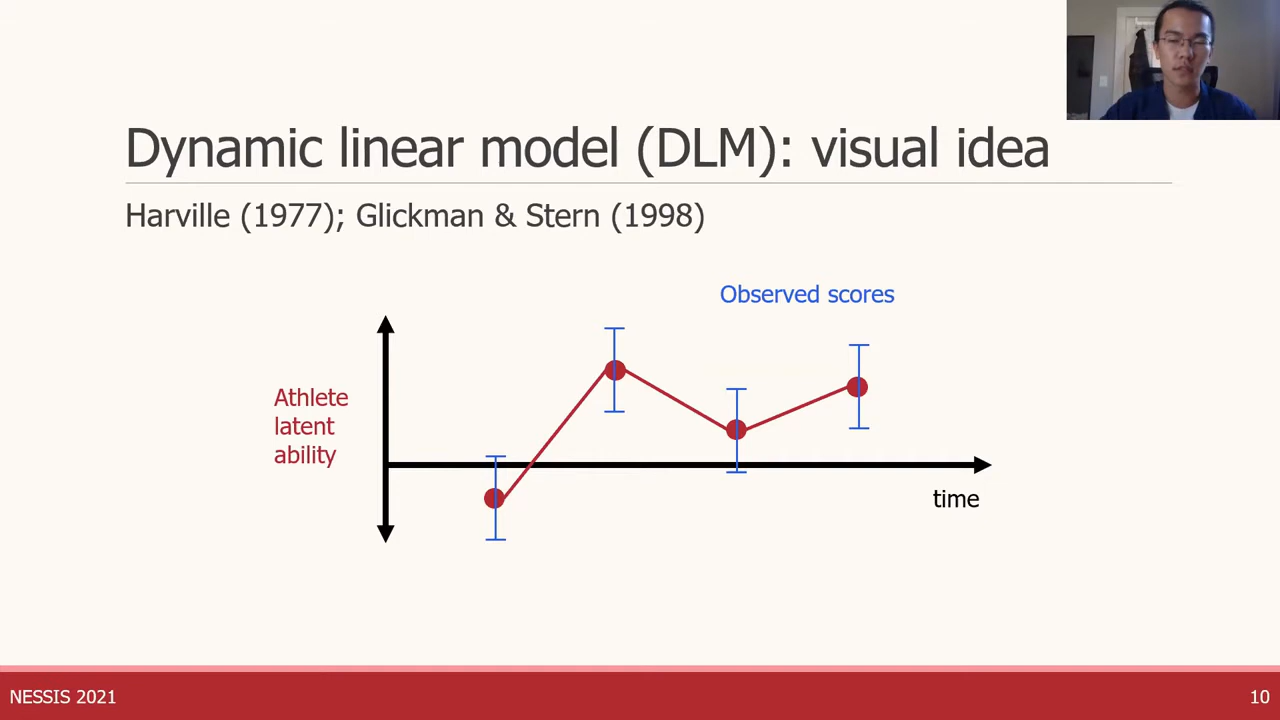 Dynamic linear model (DLM): visual idea
Harville (1977); Glickman & Stern (1998)
Observed scores
Athlete
latent
ability
time
NESSIS 2021
10